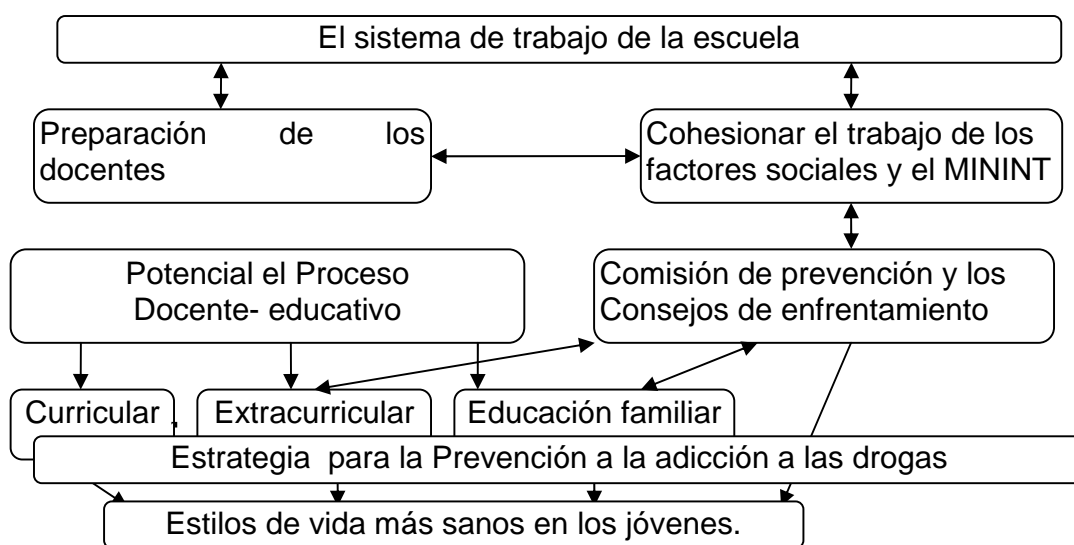 El sistema de trabajo de la escuela
Preparación de los
docentes
Cohesionar el trabajo de los
factores sociales y el MININT
Potencial el Proceso
Docente- educativo
Comisión de prevención y los
Consejos de enfrentamiento
Curricular
Extracurricular
Educación familiar
Estrategia para la Prevención a la adicción a las drogas
Estilos de vida más sanos en los jóvenes.